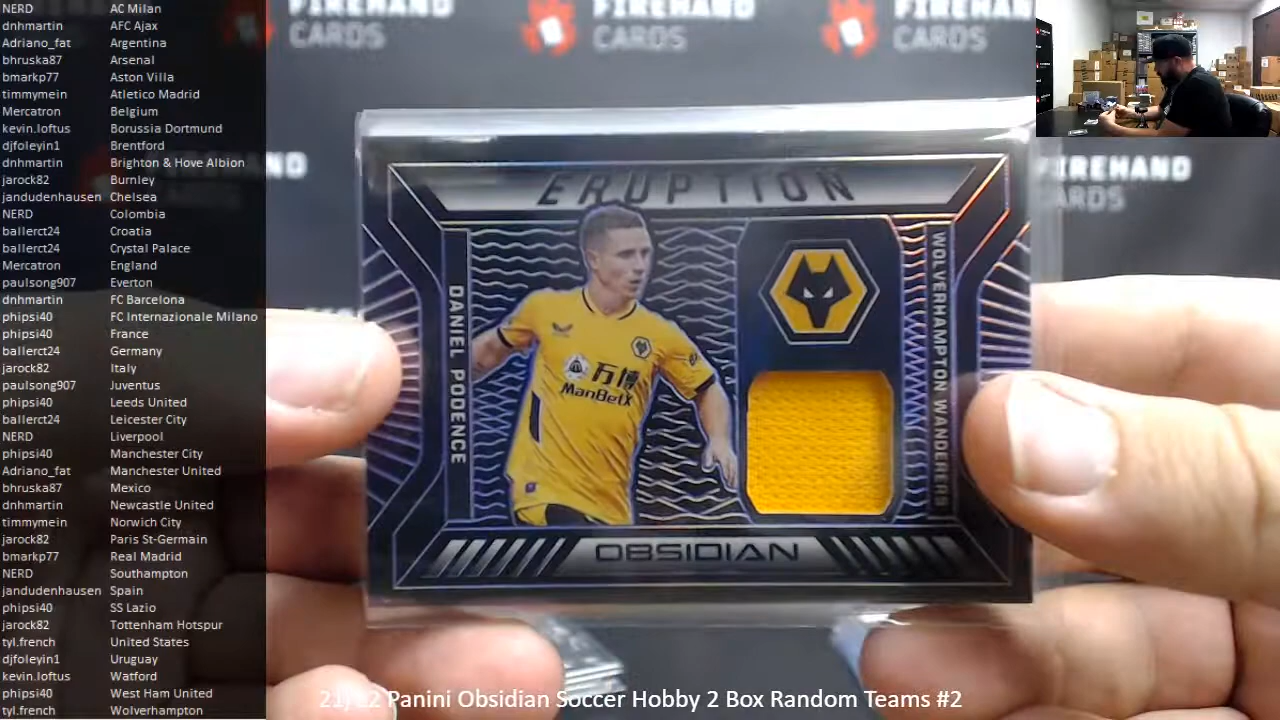 NERD AC Milan
dnhmartin AFC Ajax
Adriano_fat Argentina
bhruska87 Arsenal
bmarkp77 Aston Villa
timmymein Atletico Madrid
Mercatron Belgium
kevin.loftus Borussia Dortmund
djfoleyin1 Brentford
dnhmartin Brighton & Hove Albion
jarock82 Burnley
jandudenhausen Chelsea
NERD Colombia
ballerct24 Croatia
ballerct24 Crystal Palace
Mercatron England
paulsong907 Everton
dnhmartin FC Barcelona
phipsi40 FC Internazionale Milano
phipsi40 France
ballerct24 Germany
jarock82 Italy
paulsong907 Juventus
phipsi40 Leeds United
ballerct24 Leicester City
NERD Liverpool
phipsi40 Manchester City
Adriano_fat Manchester United
bhruska87 Mexico
dnhmartin Newcastle United
timmymein Norwich City
jarock82 Paris St-Germain
bmarkp77 Real Madrid
NERD Southampton
jandudenhausen Spain
phipsi40 SS Lazio
jarock82 Tottenham Hotspur
tyl.french United States
djfoleyin1 Uruguay
kevin.loftus Watford
phipsi40 West Ham United
tyl.french Wolverhampton
FIREHAND
CARDS
FIREHAND
CARDS
FIREHAND
CARDS
FIREHAND
CARDS
ERUPTION
DANIEL PODENCE
WOLVERHAMPTON WANDERERS
万博
ManBetX
OBSIDIAN
Panini Obsidian Soccer Hobby 2 Box Random Teams #2